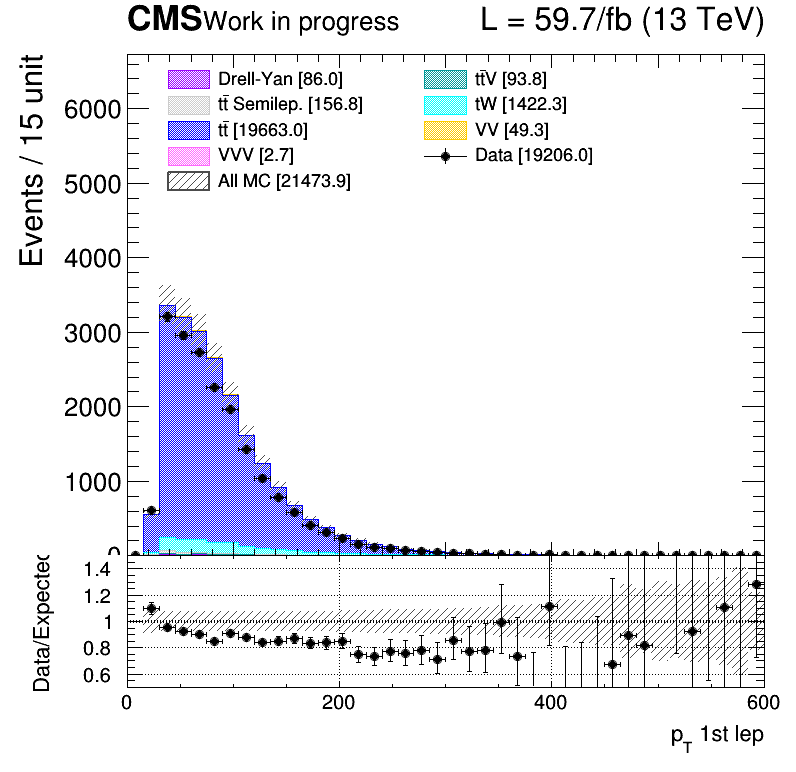 CMS Work in progress L = 59.7/fb (13 TeV)
Events / 15 unit
Drell-Yan [86.0]
tt̄ Semilep. [156.8]
tt̄ [19663.0]
VVV [2.7]
All MC [21473.9]
tt̄V [93.8]
tW [1422.3]
VV [49.3]
Data [19206.0]
6000
5000
4000
3000
2000
1000
0
Data/Expected
1.4
1.2
1
0.8
0.6
0 200 400 600
p_T 1st lep